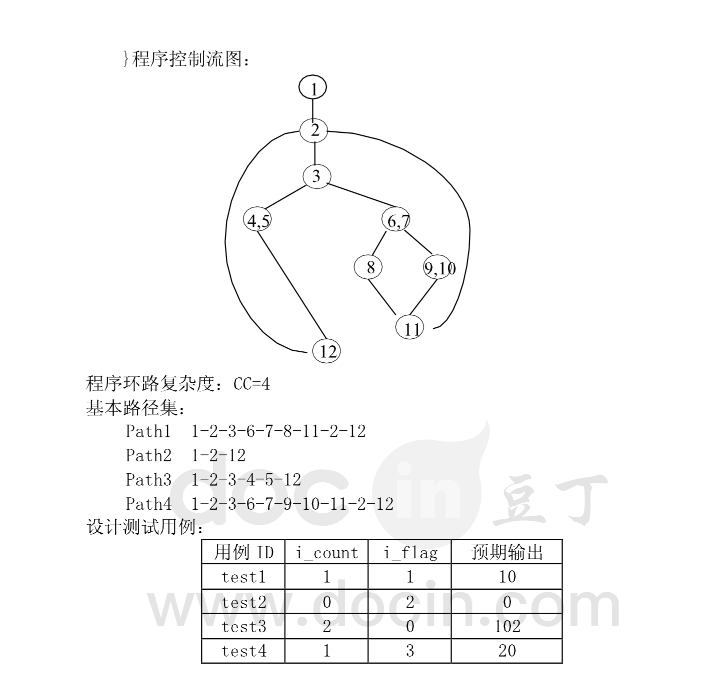 }程序控制流图:
1
2
3
4,5
6,7
8
9,10
11
12
程序环路复杂度: CC=4
基本路径集:
Path1 1-2-3-6-7-8-11-2-12
Path2 1-2-12
Path3 1-2-3-4-5-12
Path4 1-2-3-6-7-9-10-11-2-12
设计测试用例:
用例 ID i_count i_flag 预期输出
test1 1 1 10
test2 0 2 0
test3 2 0 102
test4 1 3 20
docin 豆丁
www.docin.com